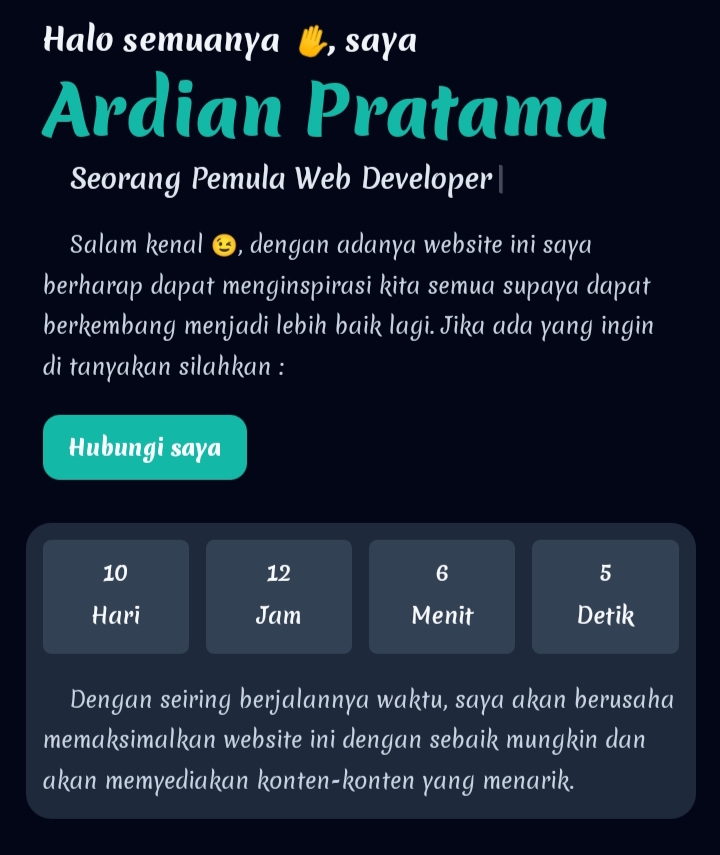 Halo semuanya 🤚, saya
Ardian Pratama
Seorang Pemula Web Developer|
Salam kenal 😉, dengan adanya website ini saya
berharap dapat menginspirasi kita semua supaya dapat
berkembang menjadi lebih baik lagi. Jika ada yang ingin
di tanyakan silahkan :
Hubungi saya
10 12 6 5
Hari Jam Menit Detik
Dengan seiring berjalannya waktu, saya akan berusaha
memaksimalkan website ini dengan sebaik mungkin dan
akan memyediakan konten-konten yang menarik.